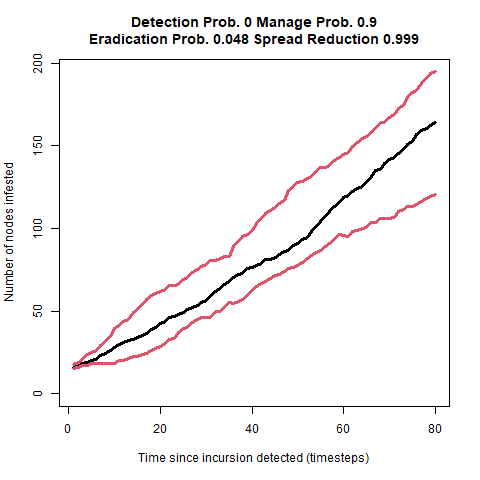 Detection Prob. 0 Manage Prob. 0.9
Eradication Prob. 0.048 Spread Reduction 0.999
Number of nodes infested
200
150
100
50
0
0
20
40
60
80
Time since incursion detected (timesteps)